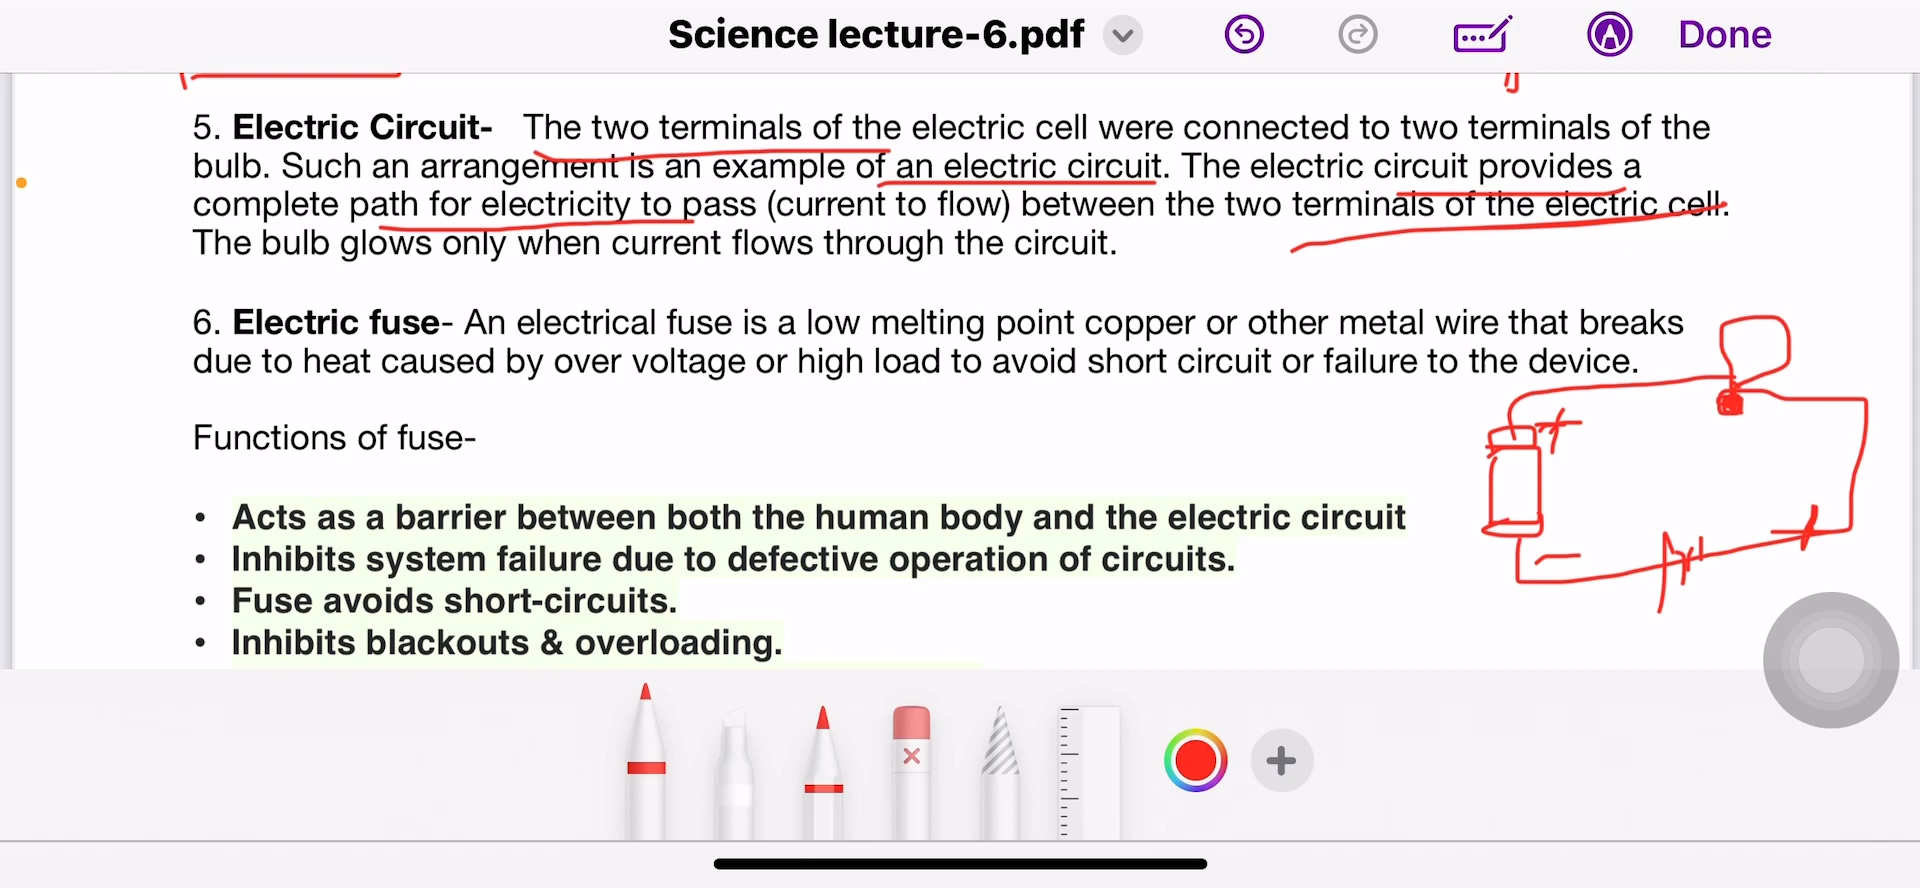 Science lecture-6.pdf
Done
5. Electric Circuit- The two terminals of the electric cell were connected to two terminals of the
bulb. Such an arrangement is an example of an electric circuit. The electric circuit provides a
complete path for electricity to pass (current to flow) between the two terminals of the electric cell.
The bulb glows only when current flows through the circuit.
6. Electric fuse- An electrical fuse is a low melting point copper or other metal wire that breaks
due to heat caused by over voltage or high load to avoid short circuit or failure to the device.
Functions of fuse-
• Acts as a barrier between both the human body and the electric circuit
• Inhibits system failure due to defective operation of circuits.
• Fuse avoids short-circuits.
• Inhibits blackouts & overloading.
+
-